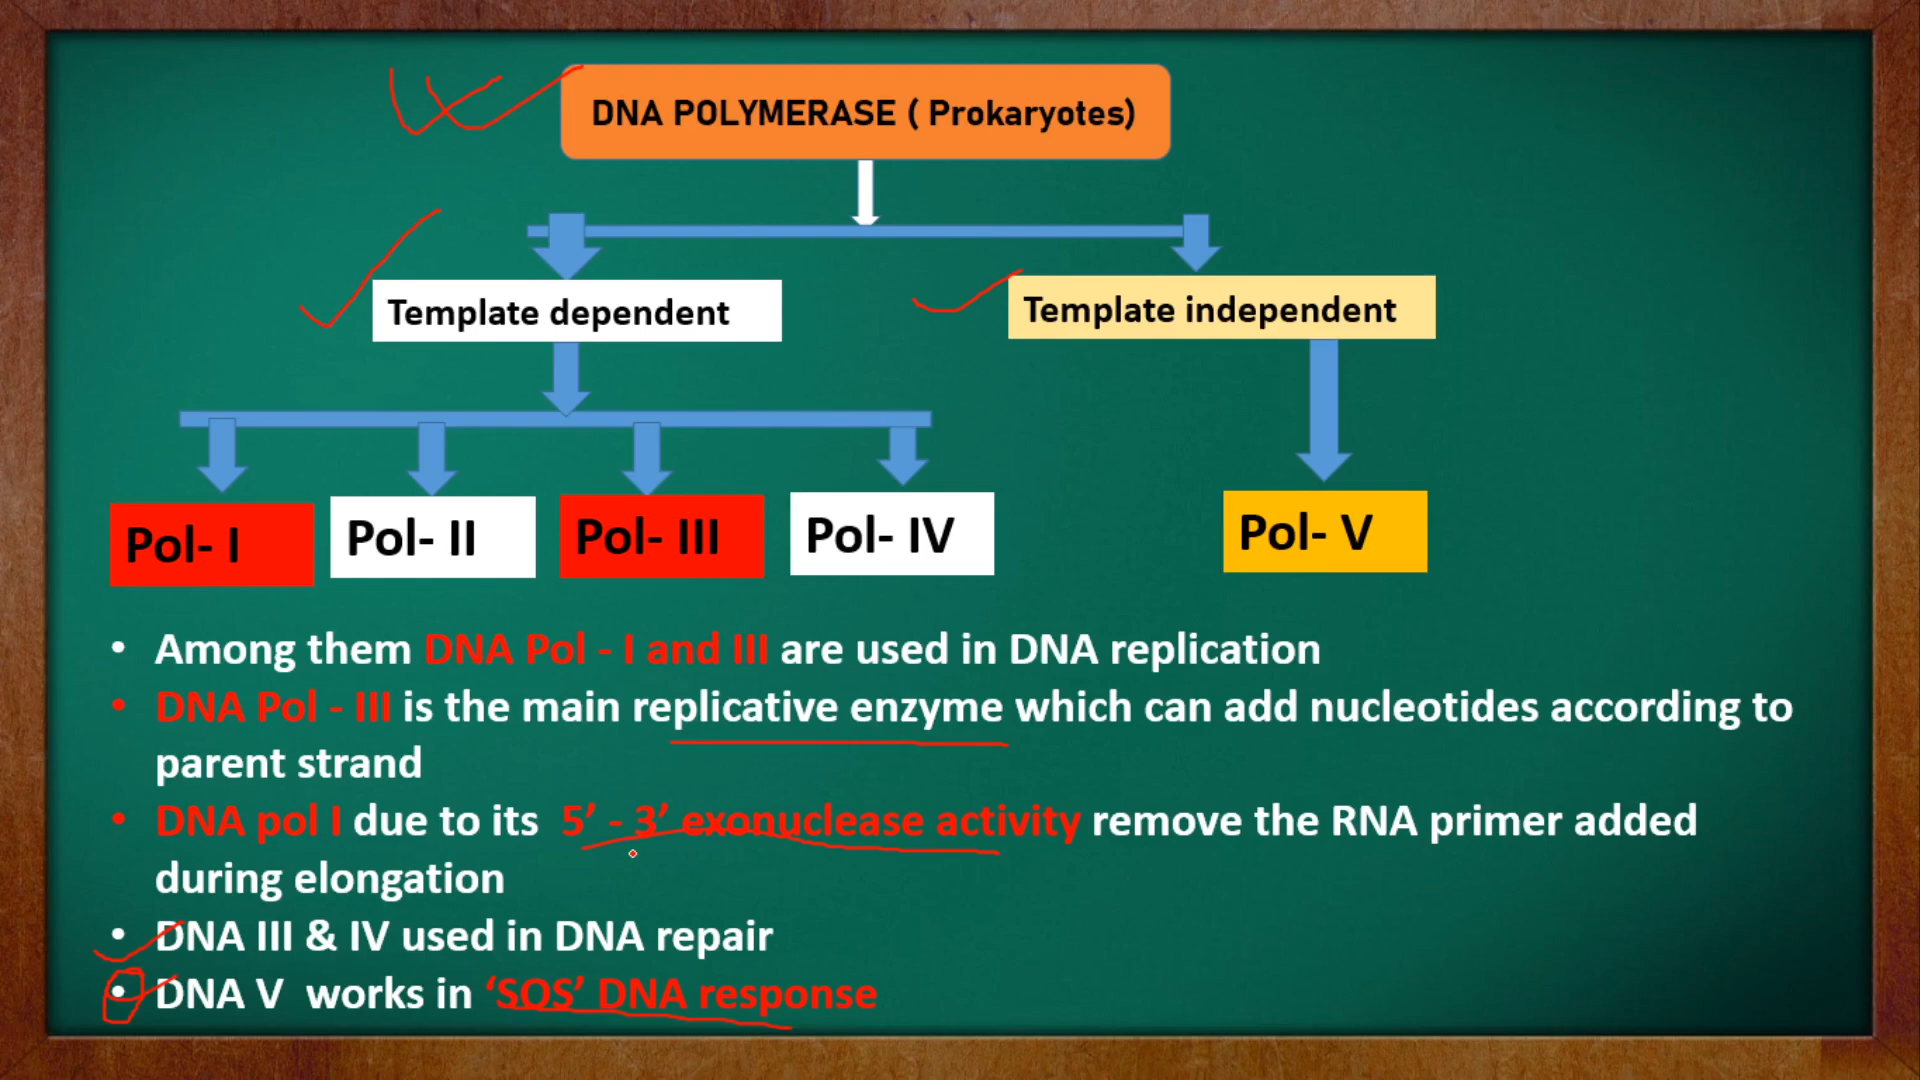 DNA POLYMERASE ( Prokaryotes)
Template dependent
Template independent
Pol- I
Pol- II
Pol- III
Pol- IV
Pol- V
• Among them DNA Pol - I and III are used in DNA replication
• DNA Pol - III is the main replicative enzyme which can add nucleotides according to
parent strand
• DNA pol I due to its 5’ - 3’ exonuclease activity remove the RNA primer added
during elongation
• DNA III & IV used in DNA repair
• DNA V works in ‘SOS’ DNA response